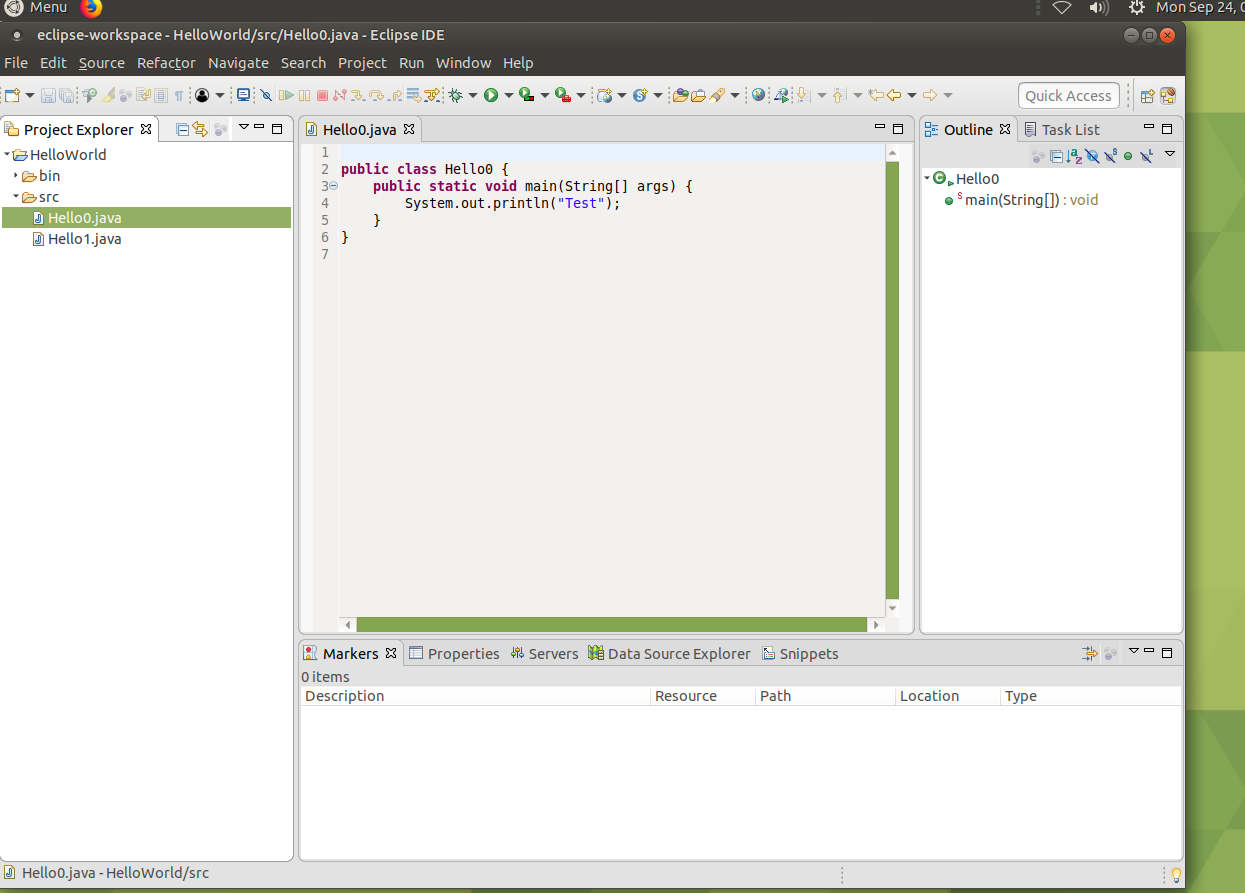 Menu
Mon Sep 24,
eclipse-workspace - HelloWorld/src/Hello0.java - Eclipse IDE
File Edit Source Refactor Navigate Search Project Run Window Help
Quick Access
Project Explorer
HelloWorld
bin
src
Hello0.java
Hello1.java
Hello0.java
1
2 public class Hello0 {
3 public static void main(String[] args) {
4 System.out.println("Test");
5 }
6 }
7
Outline Task List
Hello0
main(String[]) : void
Markers Properties Servers Data Source Explorer Snippets
0 items
Description Resource Path Location Type
Hello0.java - HelloWorld/src